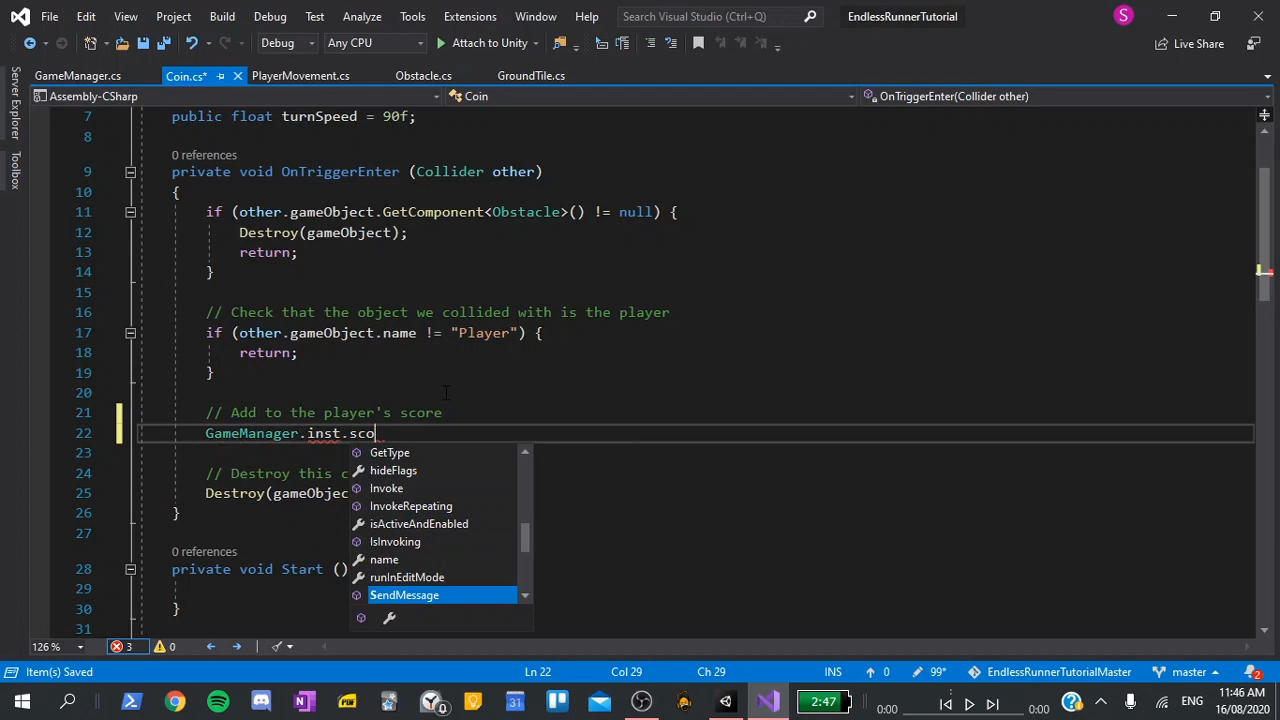 File Edit View Project Build Debug Test Analyze Tools Extensions Window Help Search Visual Studio (Ctrl+Q) EndlessRunnerTutorial S
Debug Any CPU Attach to Unity Live Share
GameManager.cs Coin.cs* PlayerMovement.cs Obstacle.cs GroundTile.cs
Assembly-CSharp Coin OnTriggerEnter(Collider other)
Server Explorer
Toolbox
7 public float turnSpeed = 90f;
8
0 references
9 private void OnTriggerEnter (Collider other)
10 {
11 if (other.gameObject.GetComponent<Obstacle>() != null) {
12 Destroy(gameObject);
13 return;
14 }
15
16 // Check that the object we collided with is the player
17 if (other.gameObject.name != "Player") {
18 return;
19 }
20
21 // Add to the player's score
22 GameManager.inst.sco
23
24 // Destroy this c
25 Destroy(gameObjec
26 }
27
0 references
28 private void Start ()
29
30 }
31
GetType
hideFlags
Invoke
InvokeRepeating
isActiveAndEnabled
IsInvoking
name
runInEditMode
SendMessage
126 % 3 0
Item(s) Saved Ln 22 Col 29 Ch 29 INS 0 99* EndlessRunnerTutorialMaster master 2
2:47 0:00 0:00 ENG 11:46 AM
16/08/2020